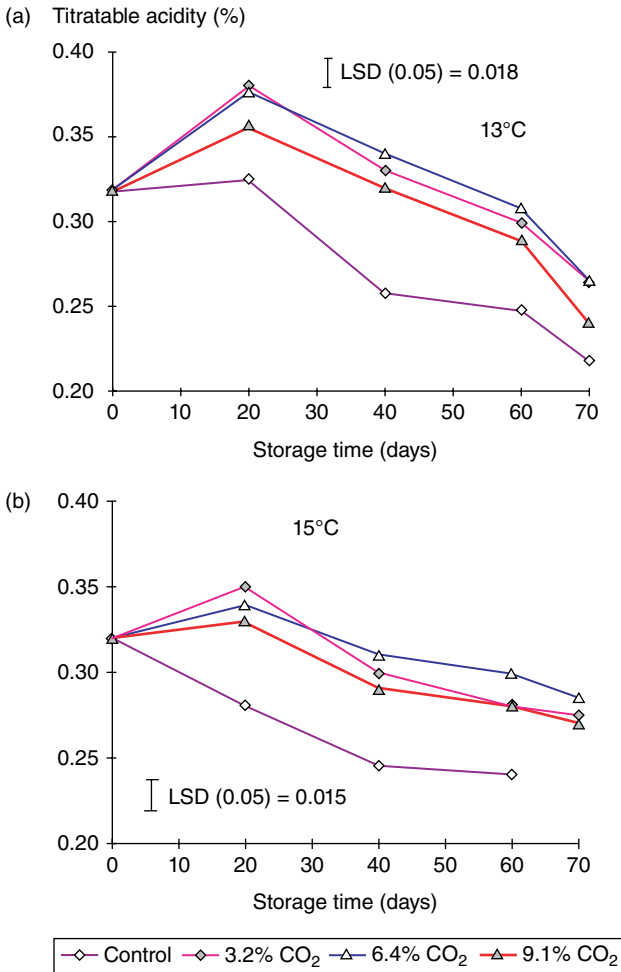 (a) Titratable acidity (%)
0.40
LSD (0.05) = 0.018
13°C
0.35
0.30
0.25
0.20
0 10 20 30 40 50 60 70
Storage time (days)
(b)
0.40
15°C
0.35
0.30
0.25
LSD (0.05) = 0.015
0.20
0 10 20 30 40 50 60 70
Storage time (days)
Control 3.2% CO₂ 6.4% CO₂ 9.1% CO₂